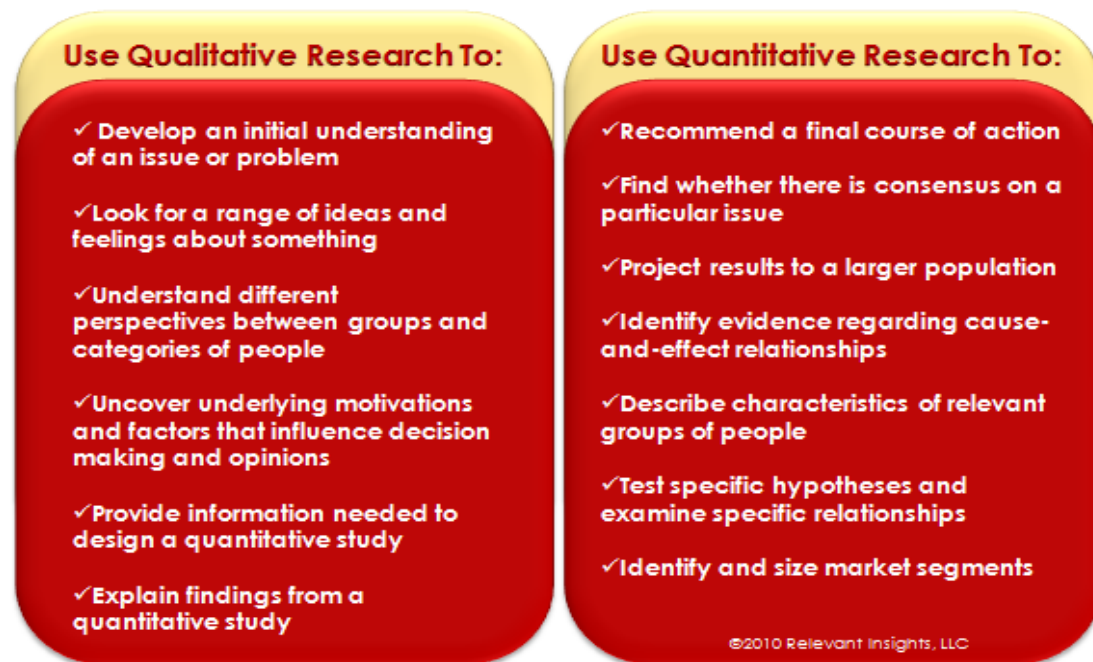 Use Qualitative Research To:
✓ Develop an initial understanding
of an issue or problem
✓Look for a range of ideas and
feelings about something
✓Understand different
perspectives between groups and
categories of people
✓Uncover underlying motivations
and factors that influence decision
making and opinions
✓Provide information needed to
design a quantitative study
✓Explain findings from a
quantitative study
Use Quantitative Research To:
✓Recommend a final course of action
✓Find whether there is consensus on a
particular issue
✓Project results to a larger population
✓Identify evidence regarding cause-
and-effect relationships
✓Describe characteristics of relevant
groups of people
✓Test specific hypotheses and
examine specific relationships
✓Identify and size market segments
©2010 Relevant Insights, LLC